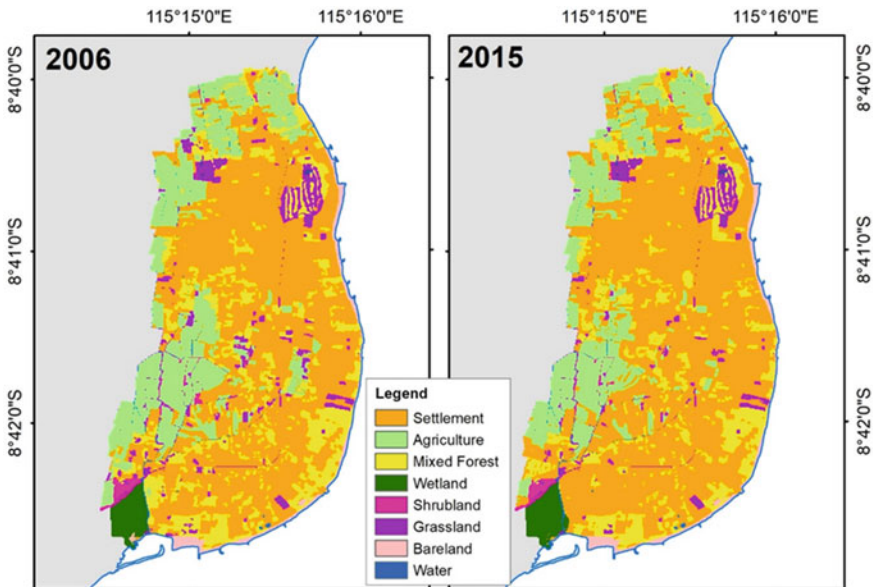 115°15'0"E 115°16'0"E 115°15'0"E 115°16'0"E
2006
2015
8°40'0"S
8°41'0"S
8°42'0"S
8°40'0"S
8°41'0"S
8°42'0"S
Legend
Settlement
Agriculture
Mixed Forest
Wetland
Shrubland
Grassland
Bareland
Water